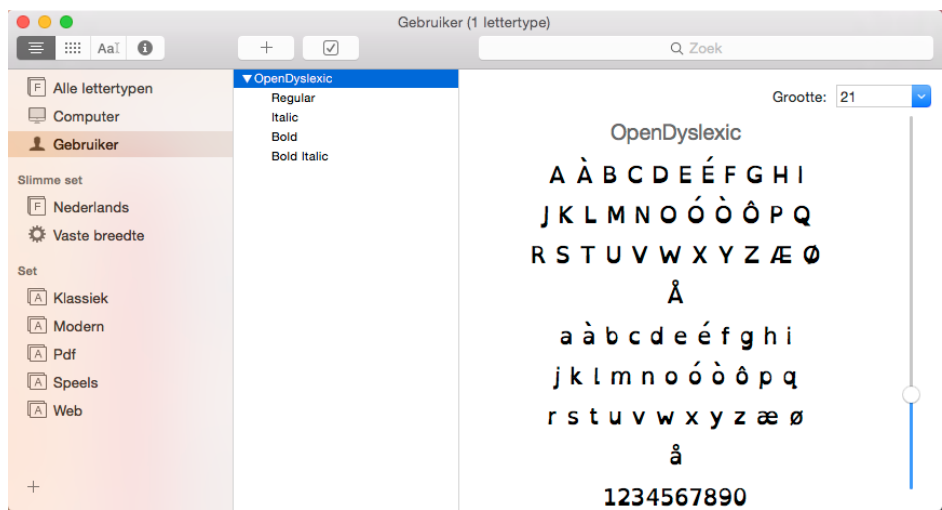 Gebruiker (1 lettertype)
AaI
Zoek
Alle lettertypen
Computer
Gebruiker
Slimme set
Nederlands
Vaste breedte
Set
Klassiek
Modern
Pdf
Speels
Web
OpenDyslexic
Regular
Italic
Bold
Bold Italic
Grootte: 21
OpenDyslexic
A À B C D E É F G H I
J K L M N O Ó Ò Ô P Q
R S T U V W X Y Z Æ Ø
Å
a à b c d e é f g h i
j k l m n o ó ò ô p q
r s t u v w x y z æ ø
å
1234567890